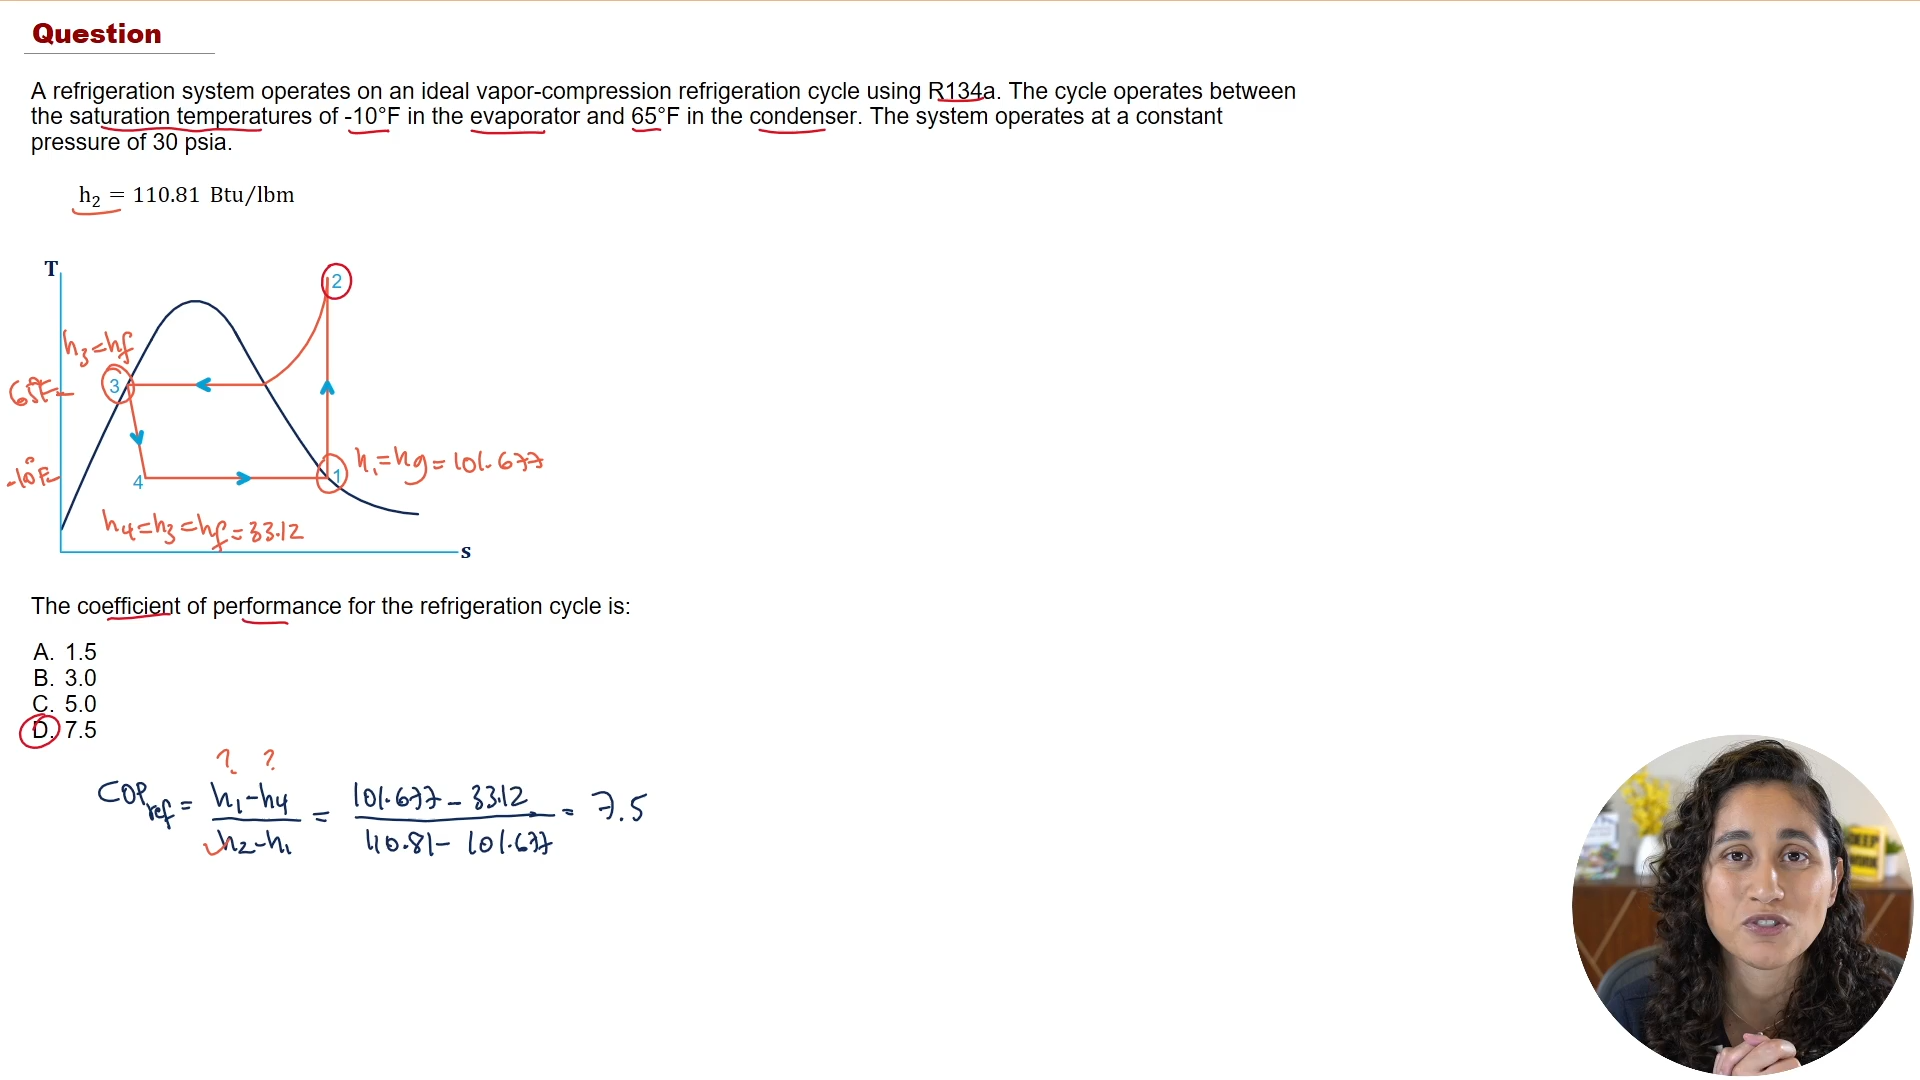 Question
A refrigeration system operates on an ideal vapor-compression refrigeration cycle using R134a. The cycle operates between
the saturation temperatures of -10°F in the evaporator and 65°F in the condenser. The system operates at a constant
pressure of 30 psia.
h₂ = 110.81 Btu/lbm
T
2
h₃=hf
65°F
3
h₁=hg=101.677
1
-10°F
4
h₄=h₃=hf=33.12
s
The coefficient of performance for the refrigeration cycle is:
A. 1.5
B. 3.0
C. 5.0
D. 7.5
? ?
COPref = h₁-h₄ / h₂-h₁ = 101.677-33.12 / 110.81-101.677 = 7.5
KEEP
WORK